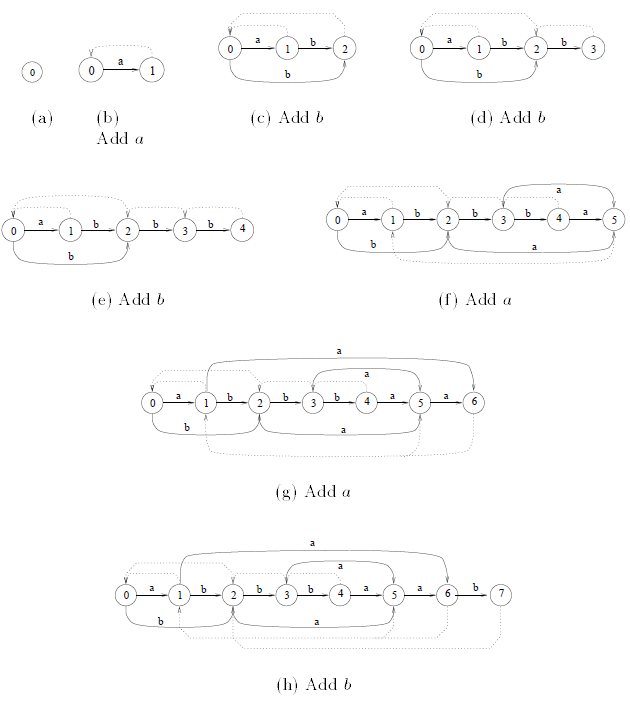 0
(a)
0 a 1
(b)
Add a
0 a 1 b 2
b
(c) Add b
0 a 1 b 2 b 3
b
(d) Add b
0 a 1 b 2 b 3 b 4
b
(e) Add b
a
0 a 1 b 2 b 3 b 4 a 5
b a
(f) Add a
a
a
0 a 1 b 2 b 3 b 4 a 5 a 6
b a
(g) Add a
a
a
0 a 1 b 2 b 3 b 4 a 5 a 6 b 7
b a
(h) Add b